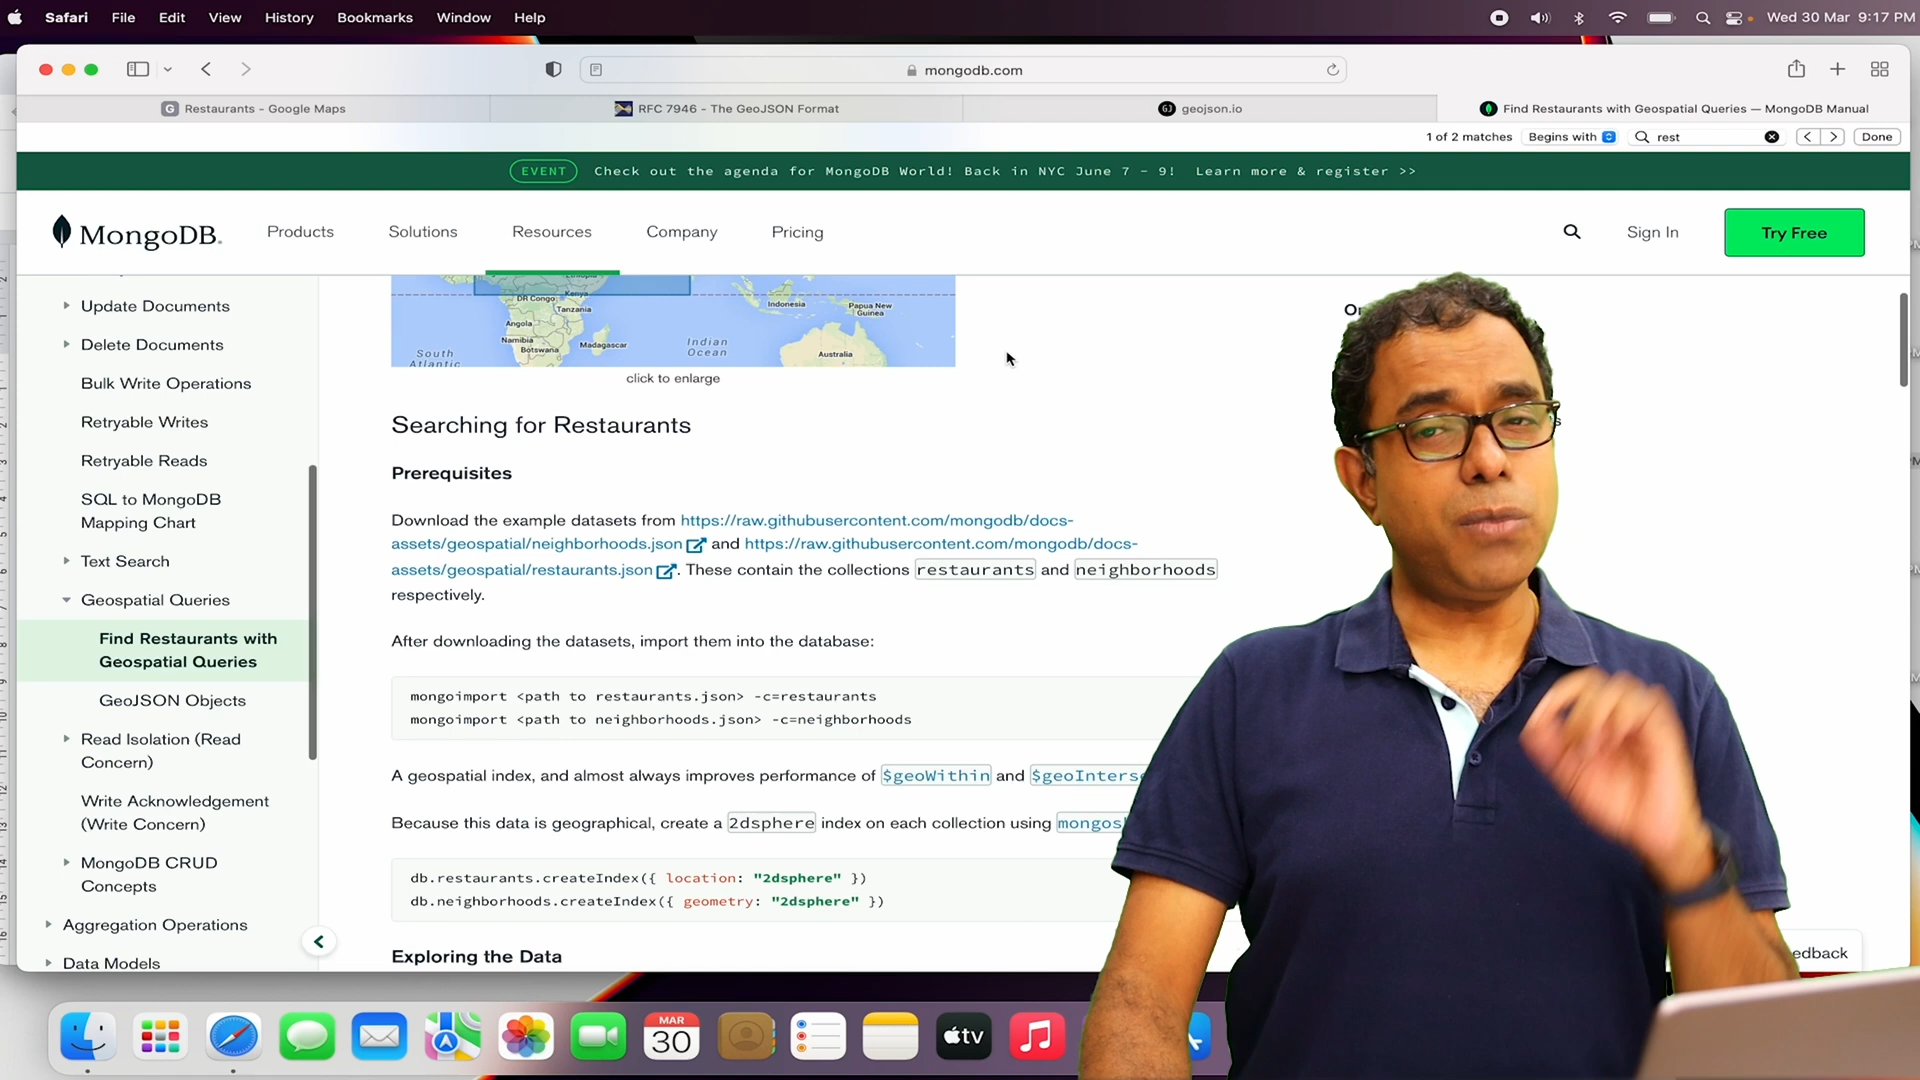 Safari File Edit View History Bookmarks Window Help
Wed 30 Mar 9:17 PM
mongodb.com
Restaurants - Google Maps
RFC 7946 - The GeoJSON Format
geojson.io
Find Restaurants with Geospatial Queries — MongoDB Manual
1 of 2 matches
Begins with
rest
Done
EVENT
Check out the agenda for MongoDB World! Back in NYC June 7 - 9! Learn more & register >>
MongoDB.
Products
Solutions
Resources
Company
Pricing
Sign In
Try Free
Update Documents
Delete Documents
Bulk Write Operations
Retryable Writes
Retryable Reads
SQL to MongoDB
Mapping Chart
Text Search
Geospatial Queries
Find Restaurants with
Geospatial Queries
GeoJSON Objects
Read Isolation (Read
Concern)
Write Acknowledgement
(Write Concern)
MongoDB CRUD
Concepts
Aggregation Operations
Data Models
DR Congo
Kenya
Tanzania
Angola
Namibia
Botswana
Madagascar
Indian
Ocean
Indonesia
Papua New
Guinea
Australia
South
Atlantic
click to enlarge
Searching for Restaurants
Prerequisites
Download the example datasets from https://raw.githubusercontent.com/mongodb/docs-
assets/geospatial/neighborhoods.json and https://raw.githubusercontent.com/mongodb/docs-
assets/geospatial/restaurants.json . These contain the collections restaurants and neighborhoods
respectively.
After downloading the datasets, import them into the database:
mongoimport <path to restaurants.json> -c=restaurants
mongoimport <path to neighborhoods.json> -c=neighborhoods
A geospatial index, and almost always improves performance of $geoWithin and $geoInterse
Because this data is geographical, create a 2dsphere index on each collection using mongos
db.restaurants.createIndex({ location: "2dsphere" })
db.neighborhoods.createIndex({ geometry: "2dsphere" })
Exploring the Data
edback
MAR
30
tv